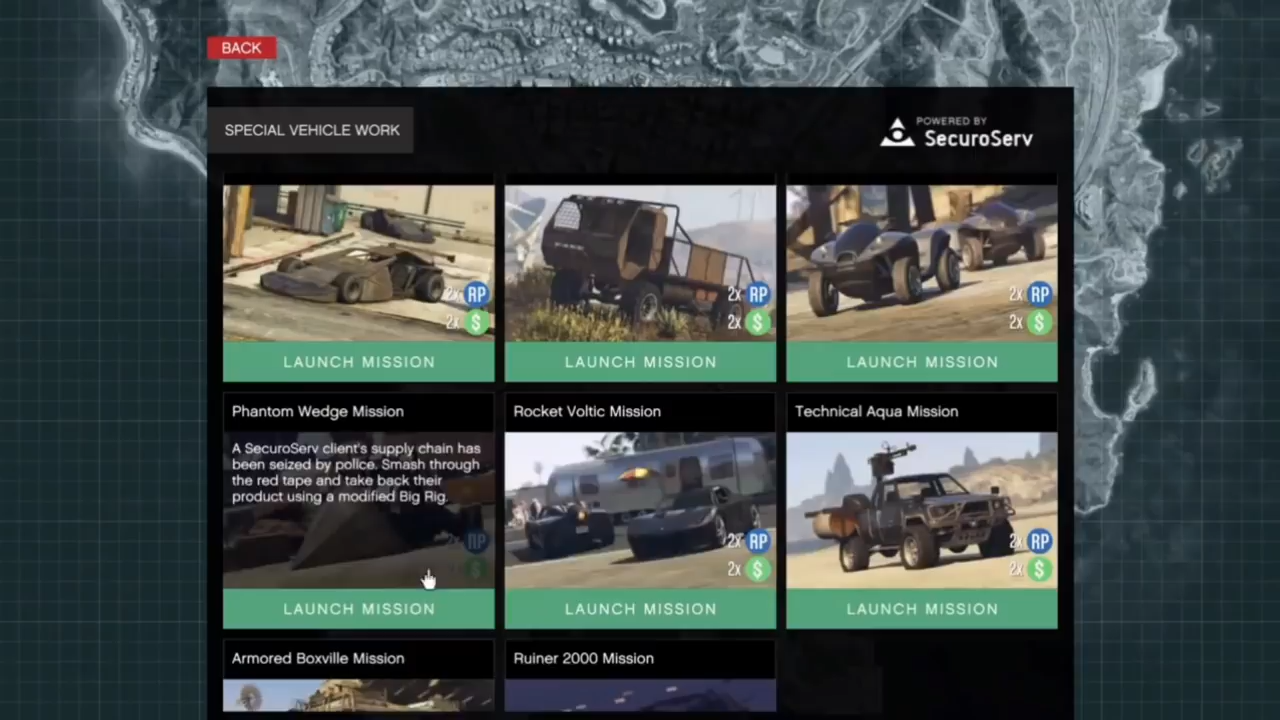 BACK
SPECIAL VEHICLE WORK
POWERED BY
SecuroServ
2x RP
2x $
2x RP
2x $
2x RP
2x $
LAUNCH MISSION
LAUNCH MISSION
LAUNCH MISSION
Phantom Wedge Mission
Rocket Voltic Mission
Technical Aqua Mission
A SecuroServ client's supply chain has
been seized by police. Smash through
the red tape and take back their
product using a modified Big Rig.
RP
$
2x RP
2x $
2x RP
2x $
LAUNCH MISSION
LAUNCH MISSION
LAUNCH MISSION
Armored Boxville Mission
Ruiner 2000 Mission